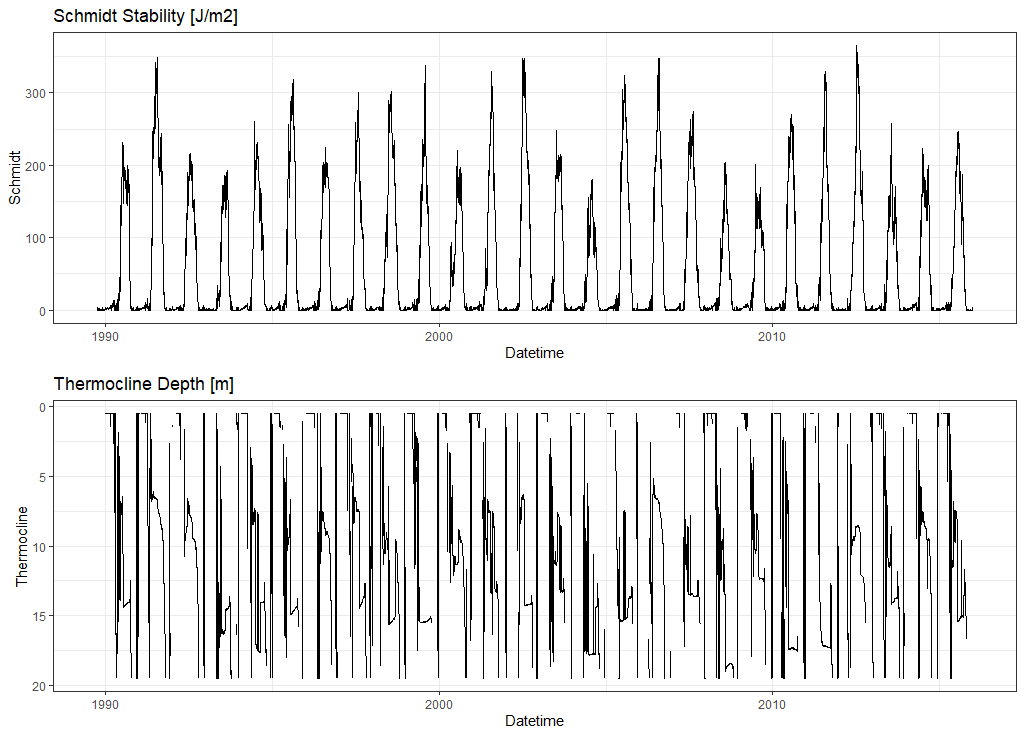 Schmidt Stability [J/m2]
Schmidt
300
200
100
0
1990
2000
2010
Datetime
Thermocline Depth [m]
Thermocline
0
5
10
15
20
1990
2000
2010
Datetime